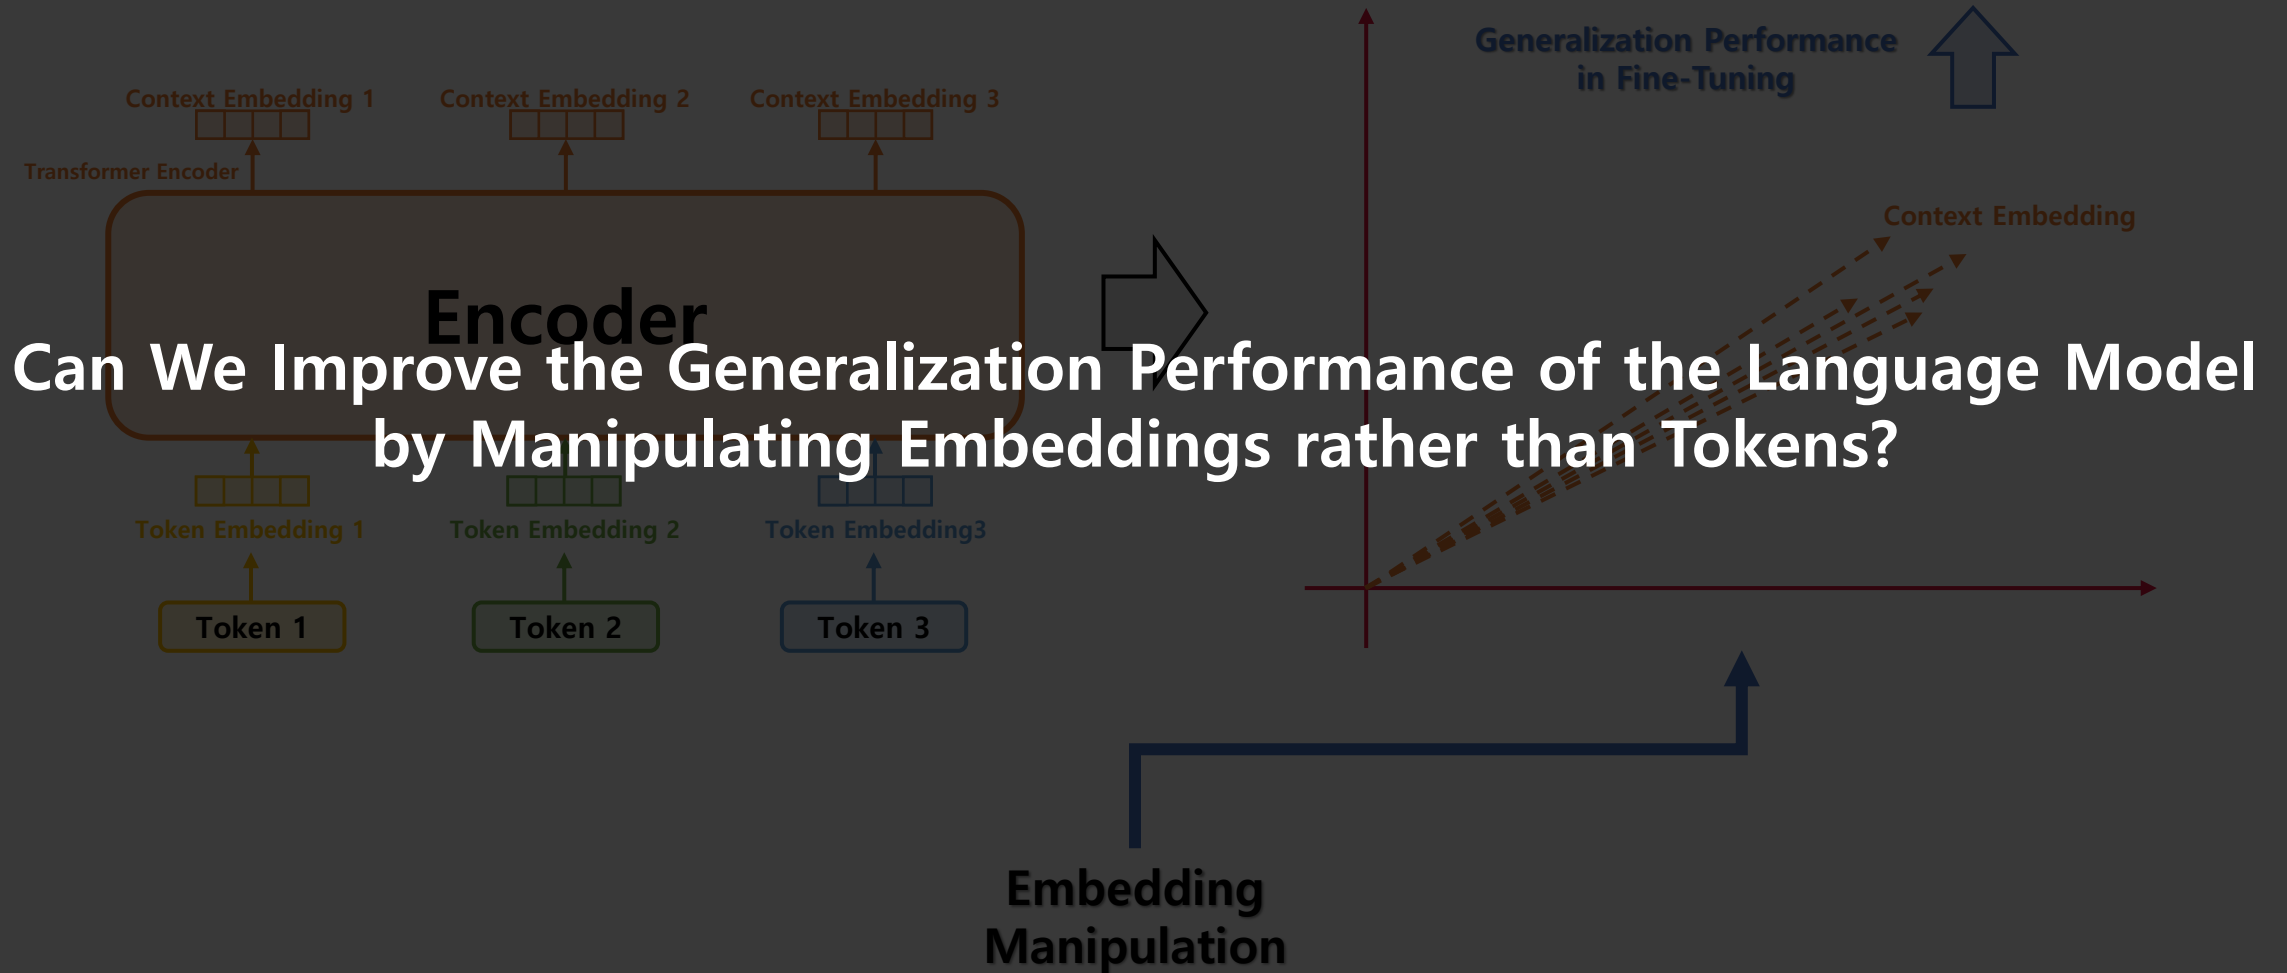 Generalization Performance
in Fine-Tuning
Context Embedding 1
Context Embedding 2
Context Embedding 3
Transformer Encoder
Context Embedding
Encoder
Can We Improve the Generalization Performance of the Language Model
by Manipulating Embeddings rather than Tokens?
Token Embedding 1
Token Embedding 2
Token Embedding3
Token 1
Token 2
Token 3
Embedding
Manipulation